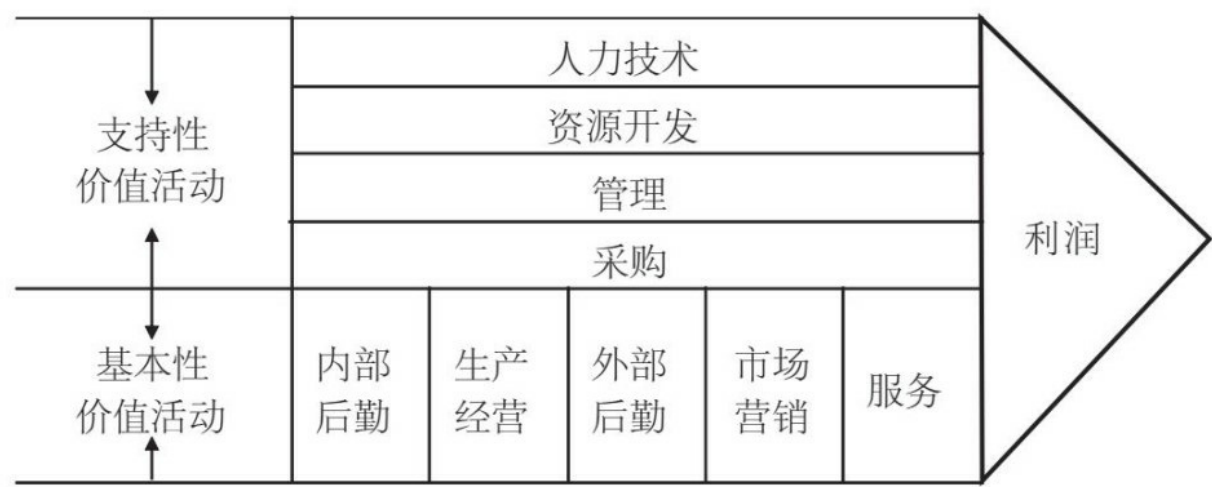 人力技术
资源开发
管理
采购
支持性
价值活动
利润
基本性
价值活动
内部
后勤
生产
经营
外部
后勤
市场
营销
服务